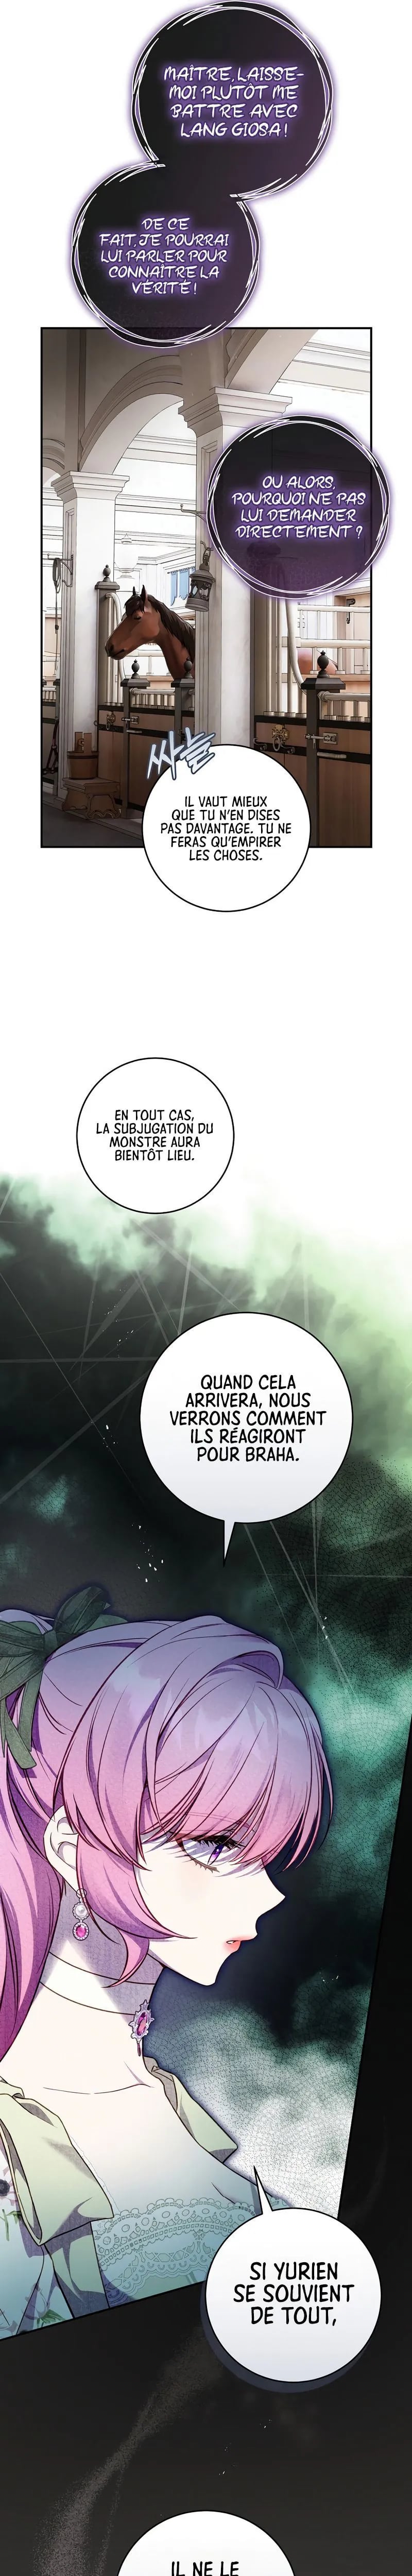 MAÎTRE, LAISSE-
MOI PLUTÔT ME
BATTRE AVEC
LANG GIOSA !
DE CE
FAIT, JE POURRAI
LUI PARLER POUR
CONNAÎTRE LA
VÉRITÉ !
OU ALORS,
POURQUOI NE PAS
LUI DEMANDER
DIRECTEMENT ?
싸늘
IL VAUT MIEUX
QUE TU N'EN DISES
PAS DAVANTAGE. TU NE
FERAS QU'EMPIRER
LES CHOSES.
EN TOUT CAS,
LA SUBJUGATION DU
MONSTRE AURA
BIENTÔT LIEU.
QUAND CELA
ARRIVERA, NOUS
VERRONS COMMENT
ILS RÉAGIRONT
POUR BRAHA.
SI YURIEN
SE SOUVIENT
DE TOUT,
IL NE LE